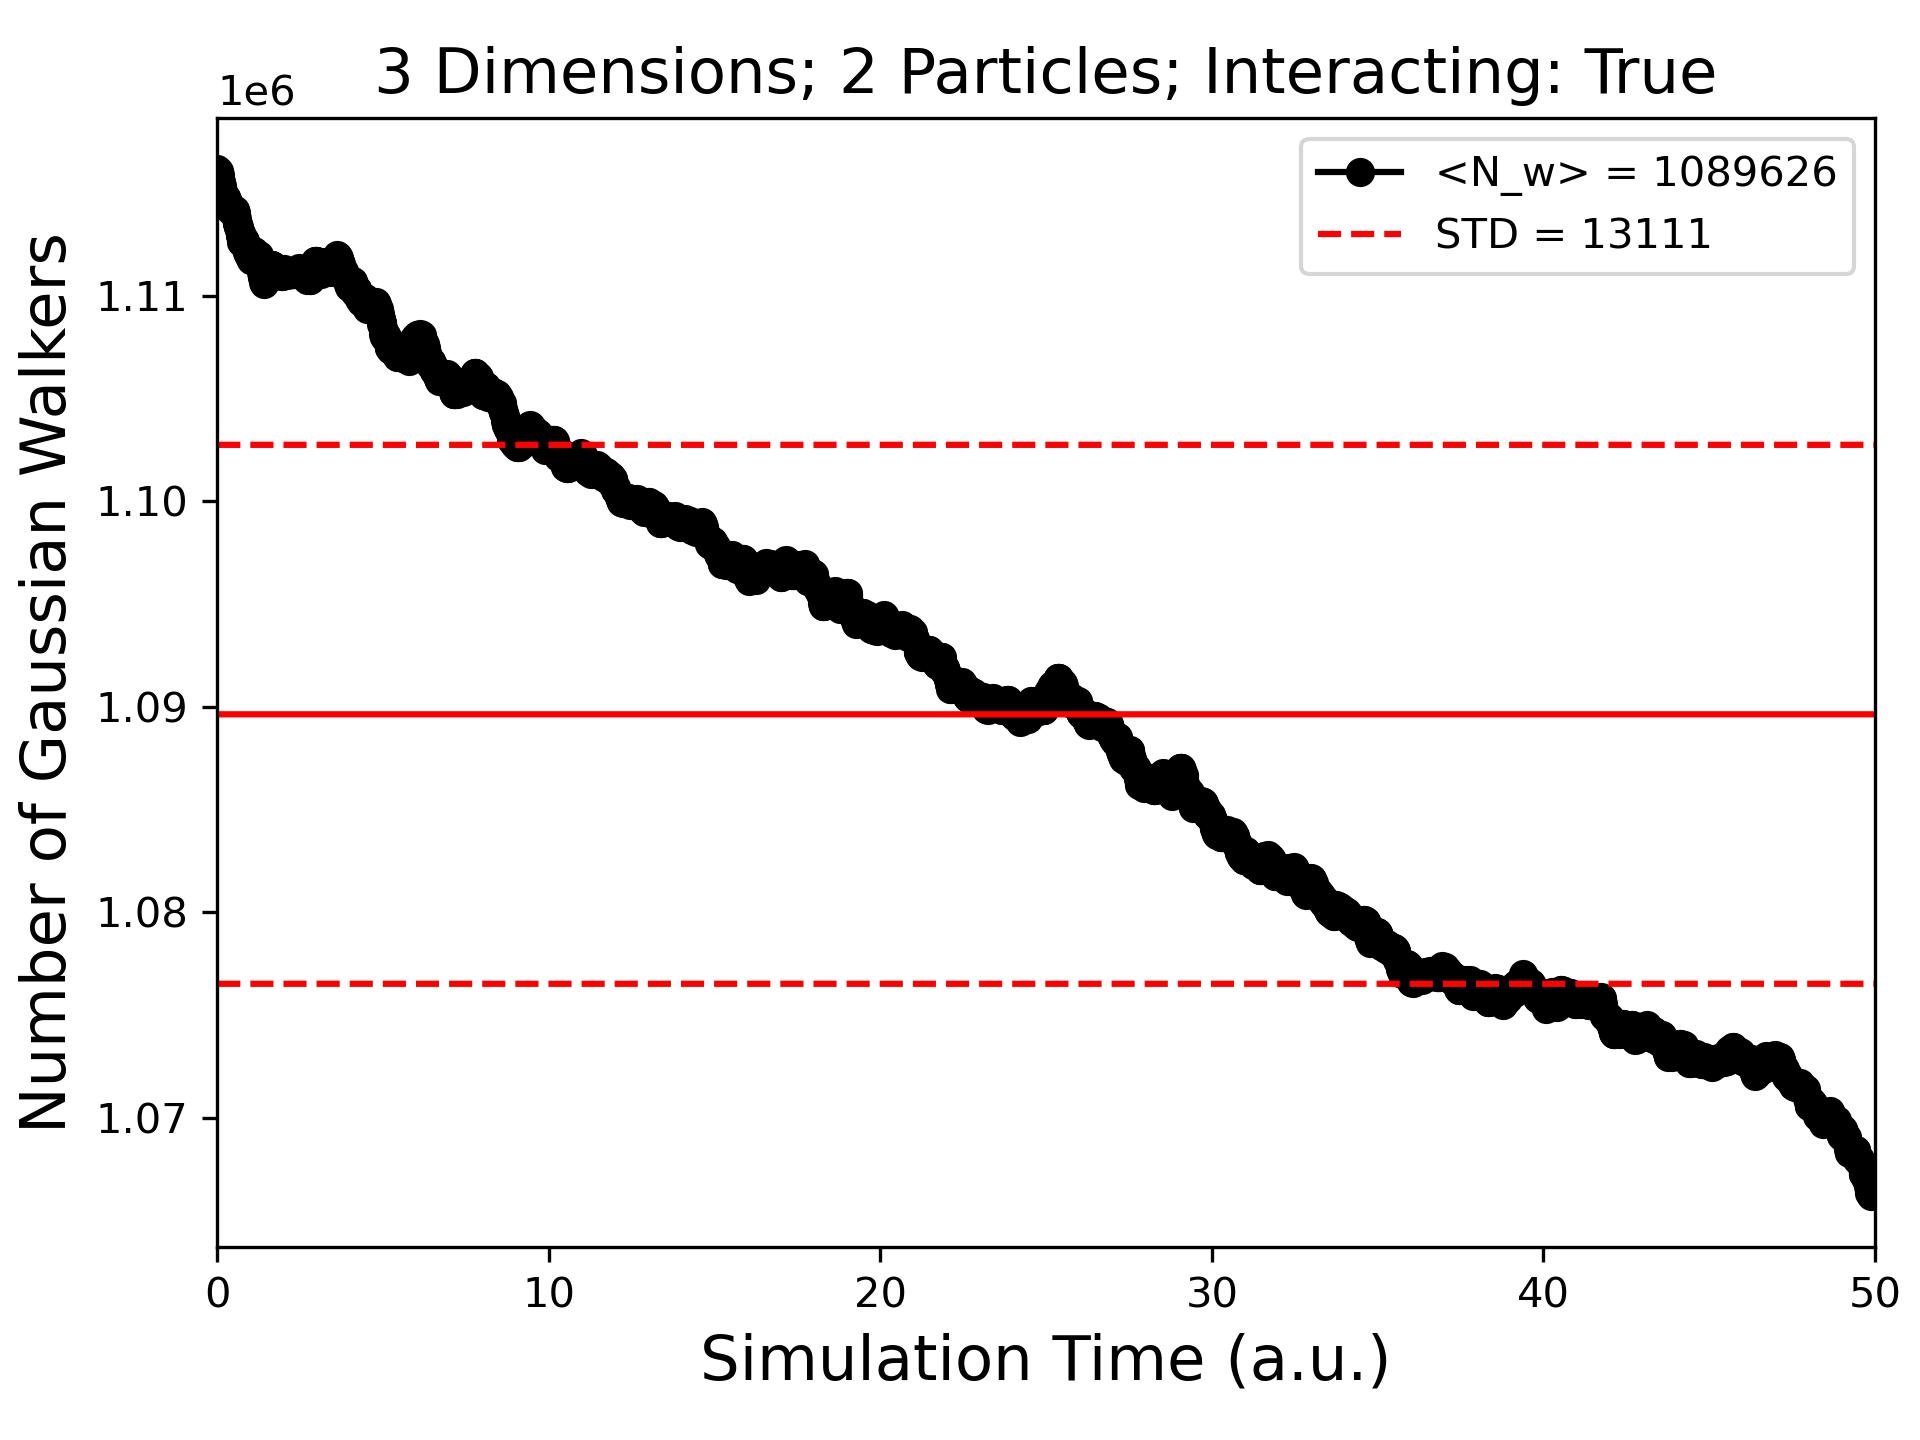 3 Dimensions; 2 Particles; Interacting: True
1e6
<N_w> = 1089626
STD = 13111
Number of Gaussian Walkers
1.11
1.10
1.09
1.08
1.07
0 10 20 30 40 50
Simulation Time (a.u.)